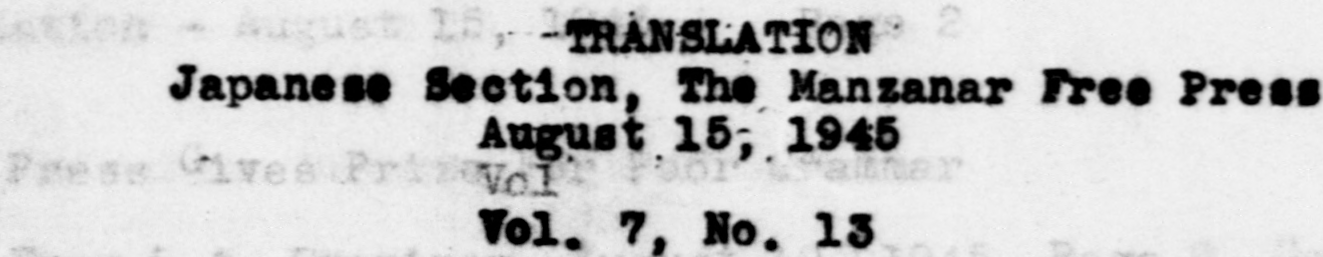 TRANSLATION
Japanese Section, The Manzanar Free Press
August 15, 1945
Vol
Vol. 7, No. 13